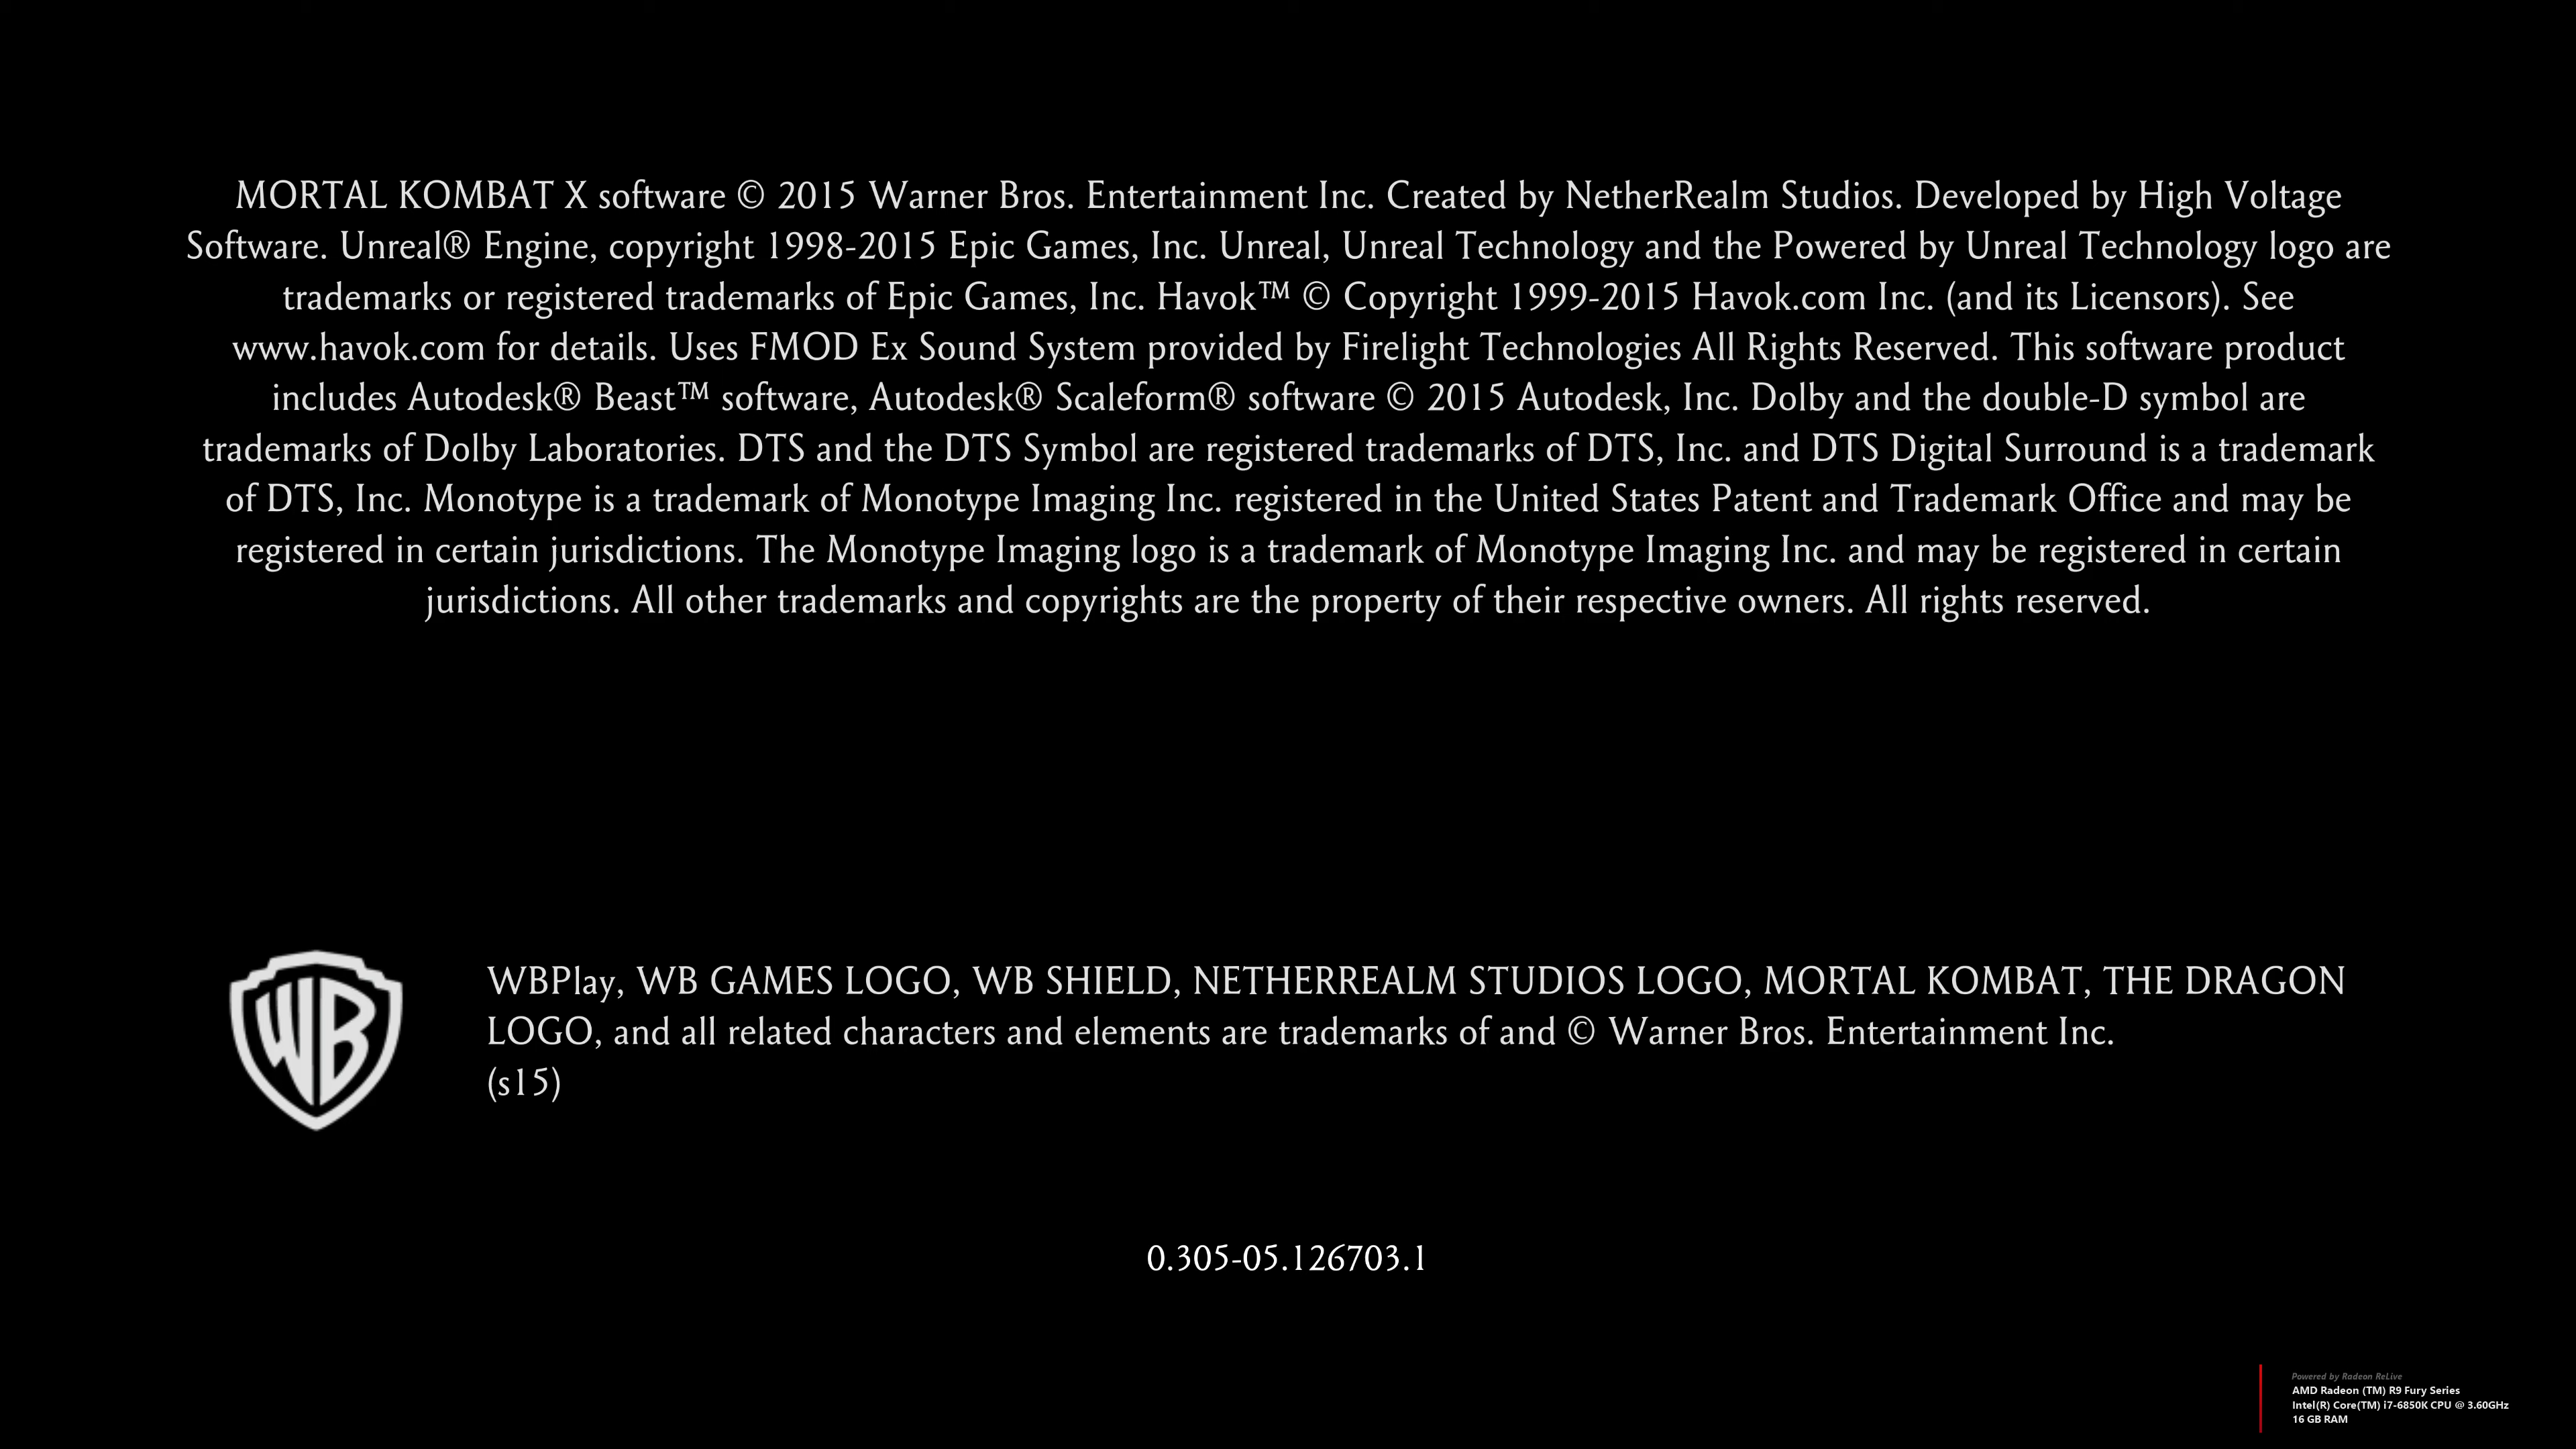 MORTAL KOMBAT X software © 2015 Warner Bros. Entertainment Inc. Created by NetherRealm Studios. Developed by High Voltage
Software. Unreal® Engine, copyright 1998-2015 Epic Games, Inc. Unreal, Unreal Technology and the Powered by Unreal Technology logo are
trademarks or registered trademarks of Epic Games, Inc. Havok™ © Copyright 1999-2015 Havok.com Inc. (and its Licensors). See
www.havok.com for details. Uses FMOD Ex Sound System provided by Firelight Technologies All Rights Reserved. This software product
includes Autodesk® Beast™ software, Autodesk® Scaleform® software © 2015 Autodesk, Inc. Dolby and the double-D symbol are
trademarks of Dolby Laboratories. DTS and the DTS Symbol are registered trademarks of DTS, Inc. and DTS Digital Surround is a trademark
of DTS, Inc. Monotype is a trademark of Monotype Imaging Inc. registered in the United States Patent and Trademark Office and may be
registered in certain jurisdictions. The Monotype Imaging logo is a trademark of Monotype Imaging Inc. and may be registered in certain
jurisdictions. All other trademarks and copyrights are the property of their respective owners. All rights reserved.
WB
WBPlay, WB GAMES LOGO, WB SHIELD, NETHERREALM STUDIOS LOGO, MORTAL KOMBAT, THE DRAGON
LOGO, and all related characters and elements are trademarks of and © Warner Bros. Entertainment Inc.
(s15)
0.305-05.126703.1
Powered by Radeon ReLive
AMD Radeon (TM) R9 Fury Series
Intel(R) Core(TM) i7-6850K CPU @ 3.60GHz
16 GB RAM